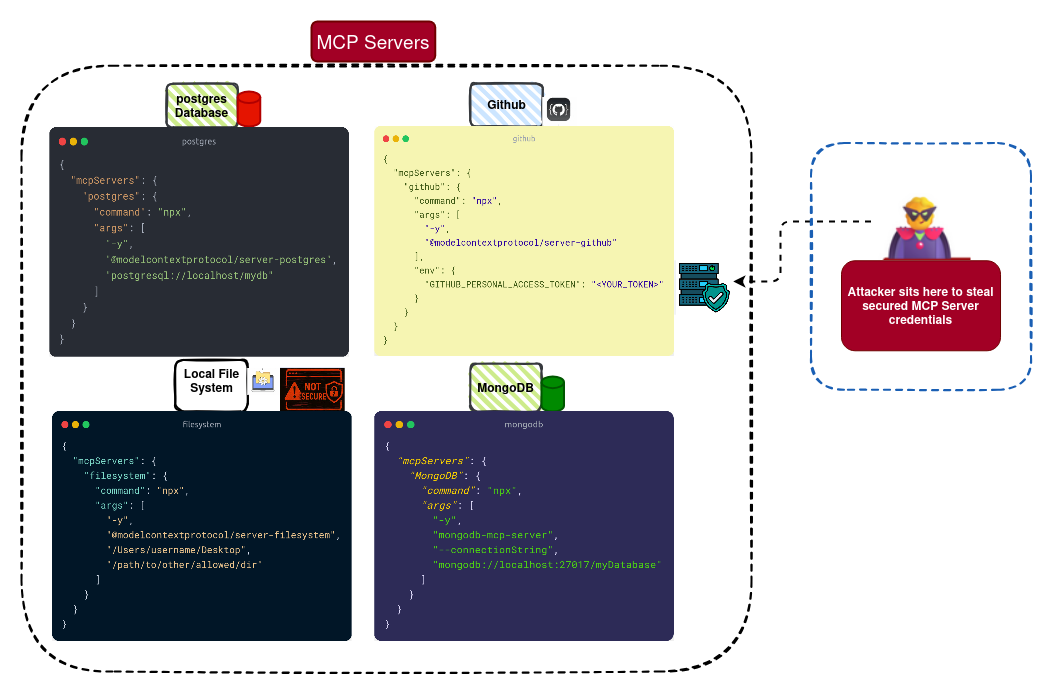 MCP Servers
postgres
Database
postgres
{
"mcpServers": {
"postgres": {
"command": "npx",
"args": [
"-y",
"@modelcontextprotocol/server-postgres",
"postgresql://localhost/mydb"
]
}
}
}
Github
github
{
"mcpServers": {
"github": {
"command": "npx",
"args": [
"-y",
"@modelcontextprotocol/server-github"
],
"env": {
"GITHUB_PERSONAL_ACCESS_TOKEN": "<YOUR_TOKEN>"
}
}
}
}
Local File
System
NOT
SECURE
filesystem
{
"mcpServers": {
"filesystem": {
"command": "npx",
"args": [
"-y",
"@modelcontextprotocol/server-filesystem",
"/Users/username/Desktop",
"/path/to/other/allowed/dir"
]
}
}
}
MongoDB
mongodb
{
"mcpServers": {
"MongoDB": {
"command": "npx",
"args": [
"-y",
"mongodb-mcp-server",
"--connectionString",
"mongodb://localhost:27017/myDatabase"
]
}
}
}
Attacker sits here to steal
secured MCP Server
credentials